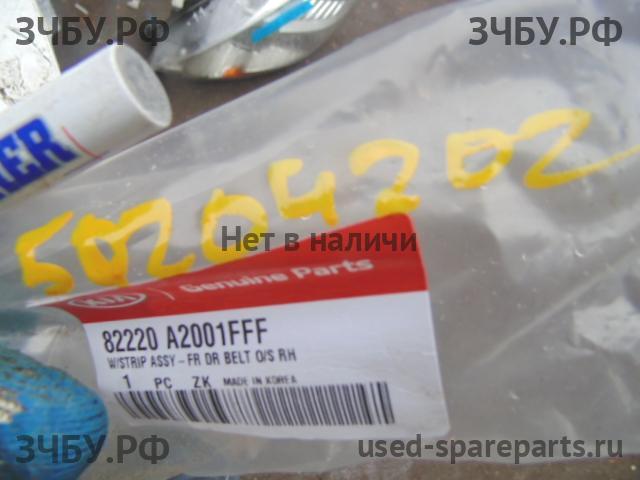 ЗЧБУ.РФ
ЗЧБУ.РФ
50204202
Нет в наличи
KIA Genuine Parts
82220 A2001FFF
W/STRIP ASSY-FR DR BELT O/S RH
1 PC ZK MADE IN KOREA
ЗЧБУ.РФ
used-spareparts.ru